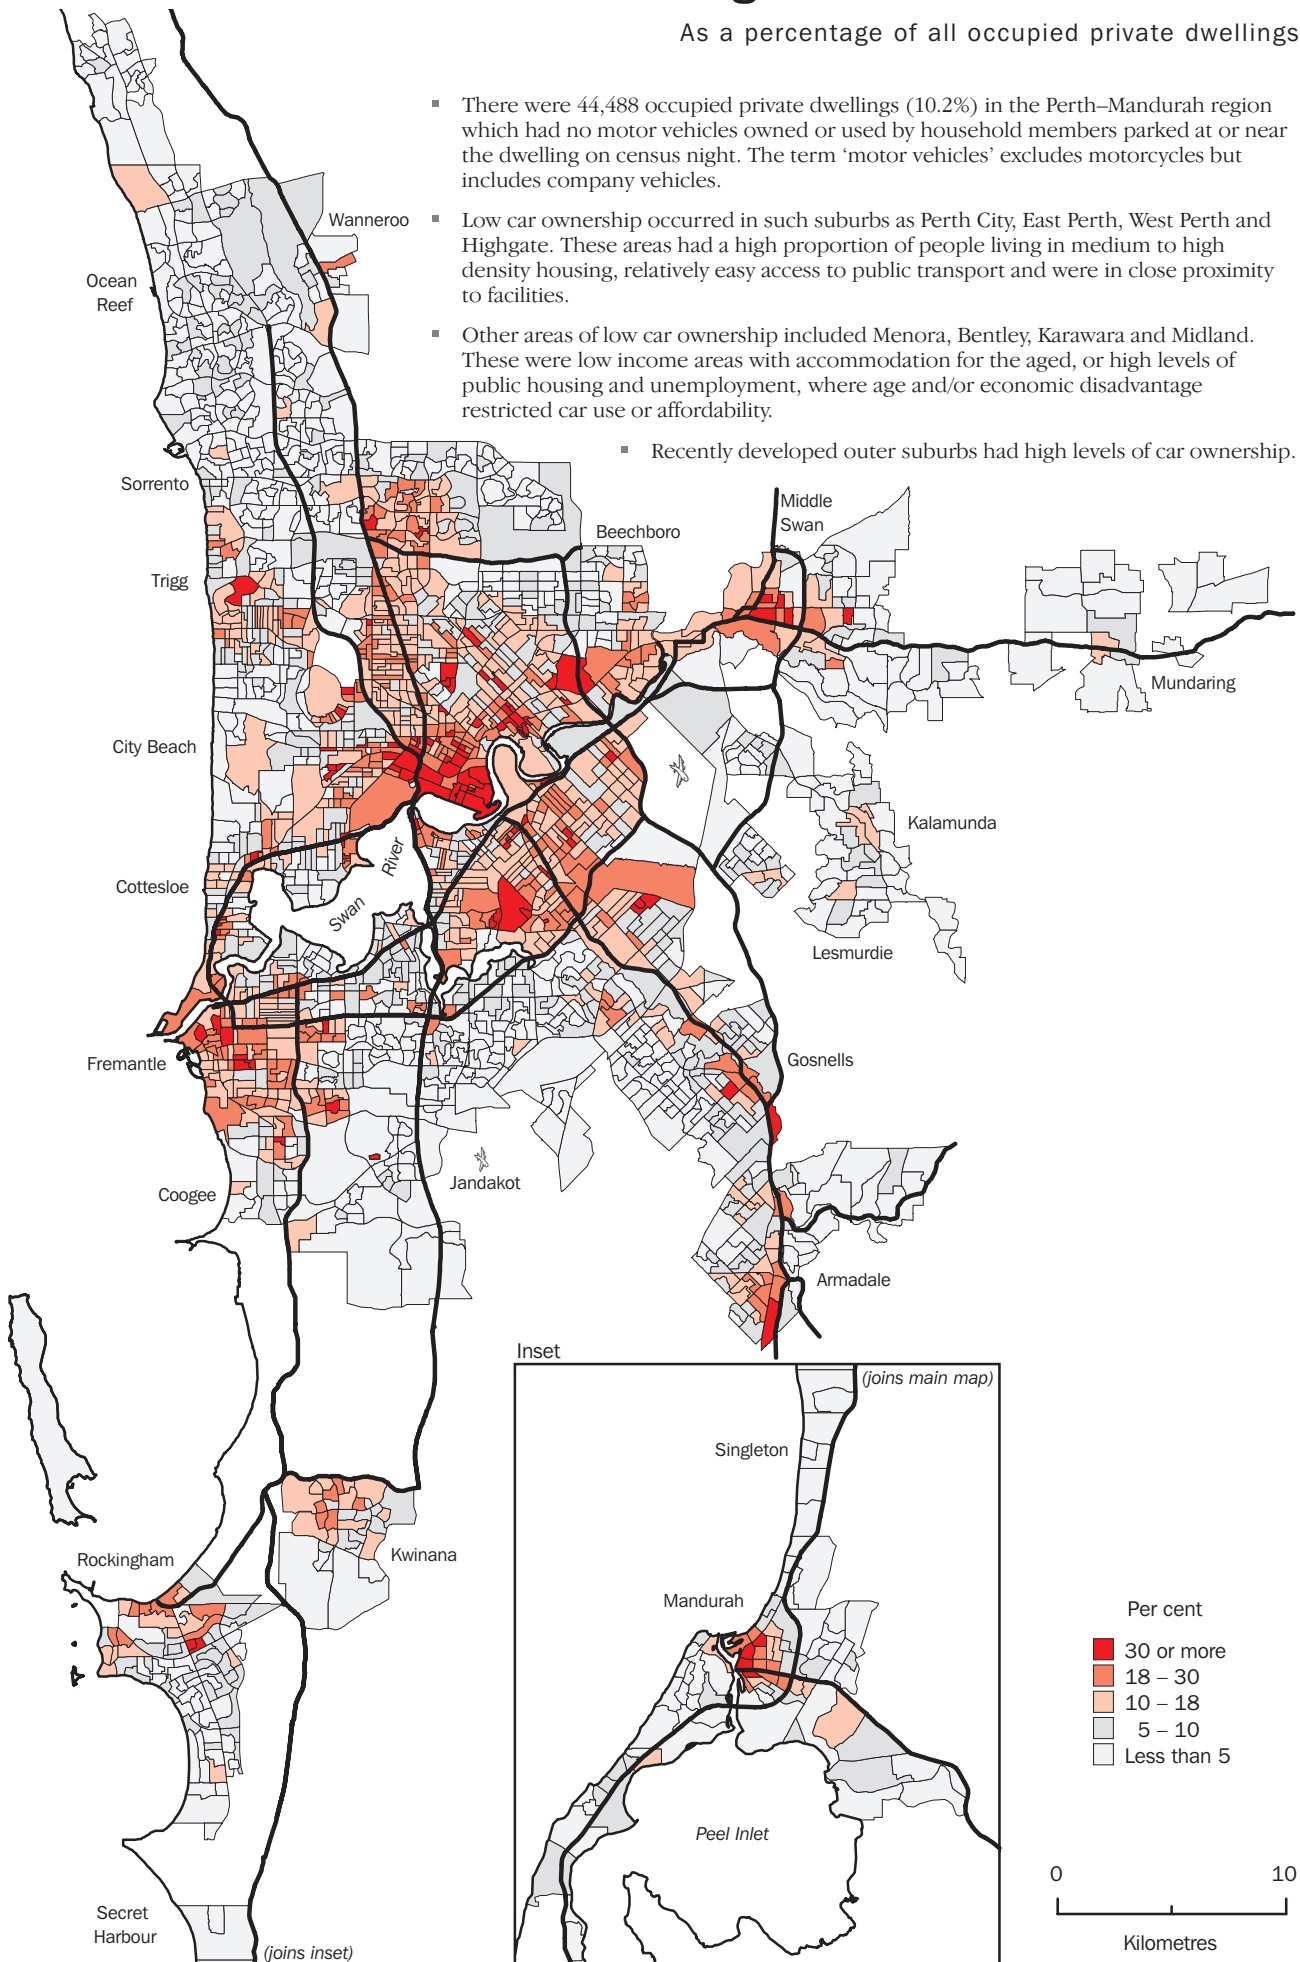 As a percentage of all occupied private dwellings
▪ There were 44,488 occupied private dwellings (10.2%) in the Perth–Mandurah region
which had no motor vehicles owned or used by household members parked at or near
the dwelling on census night. The term ‘motor vehicles’ excludes motorcycles but
includes company vehicles.
▪ Low car ownership occurred in such suburbs as Perth City, East Perth, West Perth and
Highgate. These areas had a high proportion of people living in medium to high
density housing, relatively easy access to public transport and were in close proximity
to facilities.
▪ Other areas of low car ownership included Menora, Bentley, Karawara and Midland.
These were low income areas with accommodation for the aged, or high levels of
public housing and unemployment, where age and/or economic disadvantage
restricted car use or affordability.
▪ Recently developed outer suburbs had high levels of car ownership.
Wanneroo
Ocean
Reef
Sorrento
Middle
Swan
Beechboro
Trigg
Mundaring
City Beach
Kalamunda
River
Cottesloe
Swan
Lesmurdie
Fremantle
Gosnells
Jandakot
Coogee
Armadale
Inset
(joins main map)
Singleton
Kwinana
Rockingham
Mandurah
Per cent
30 or more
18 – 30
10 – 18
5 – 10
Less than 5
Peel Inlet
0 10
Kilometres
Secret
Harbour
(joins inset)